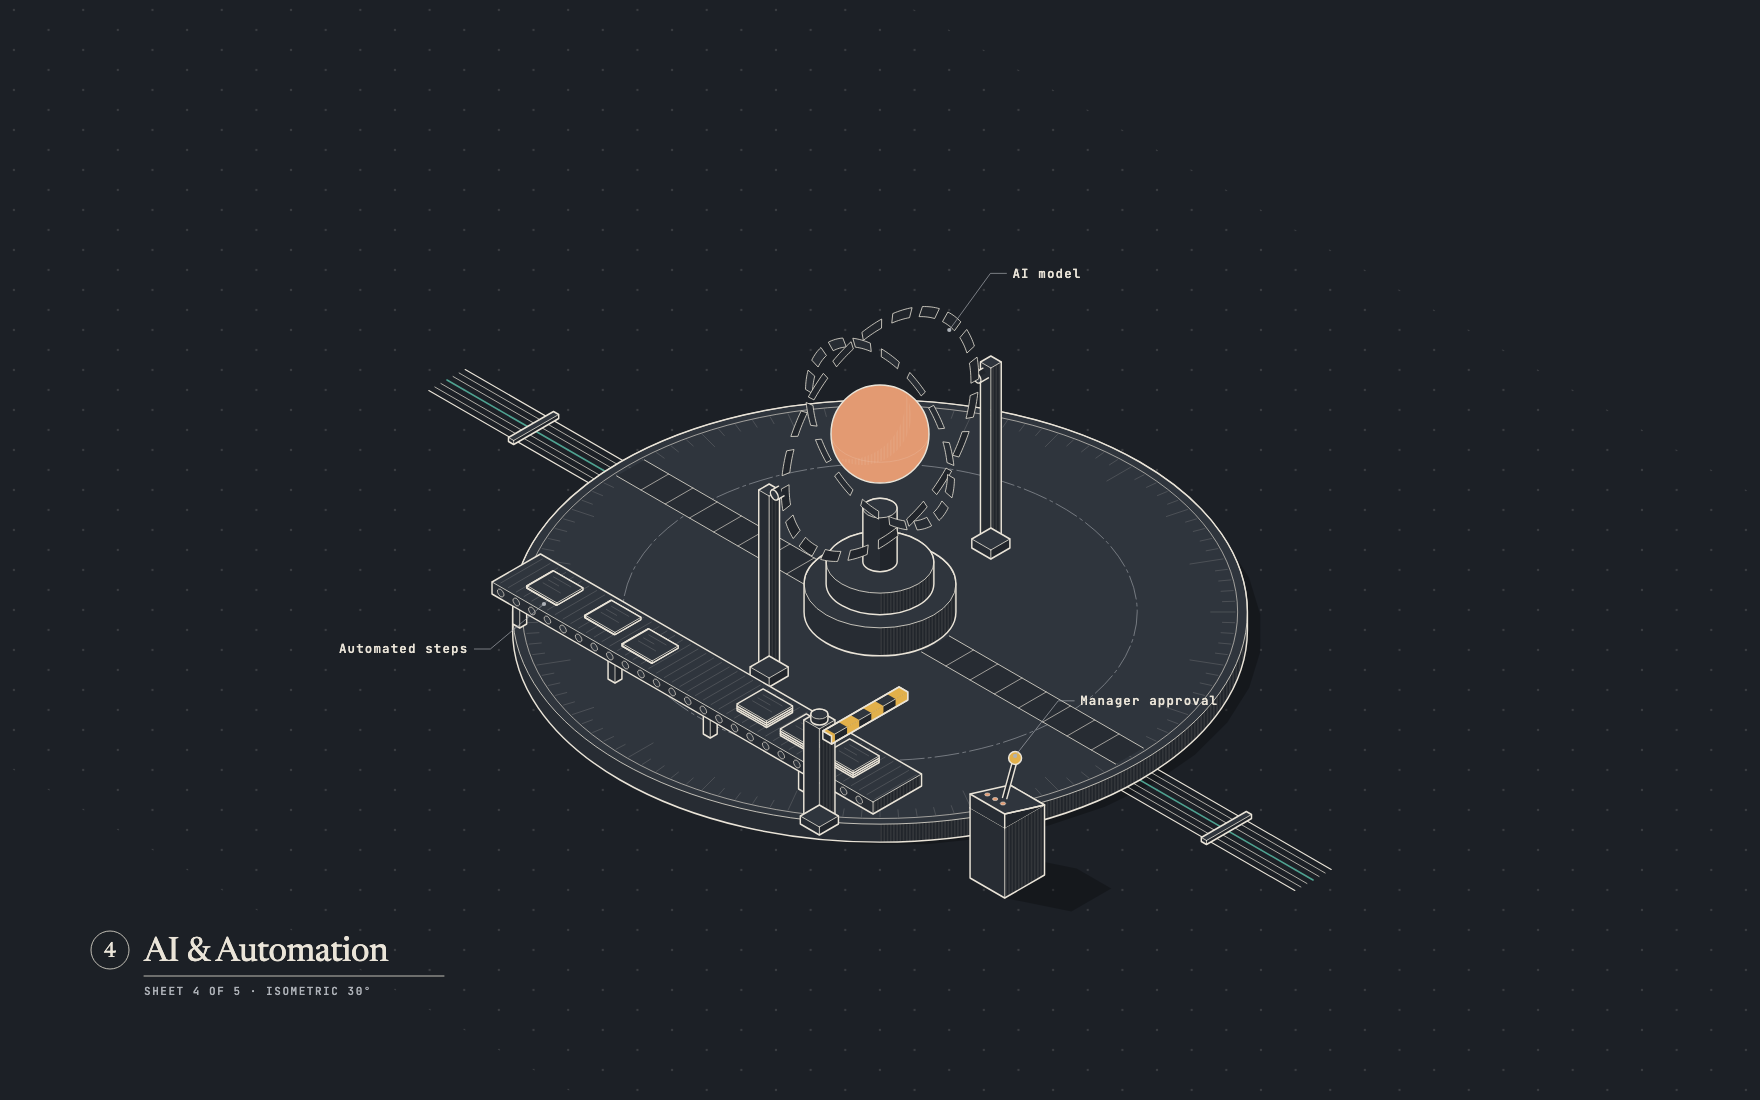 AI model
Automated steps
Manager approval
4 AI & Automation
SHEET 4 OF 5 · ISOMETRIC 30°